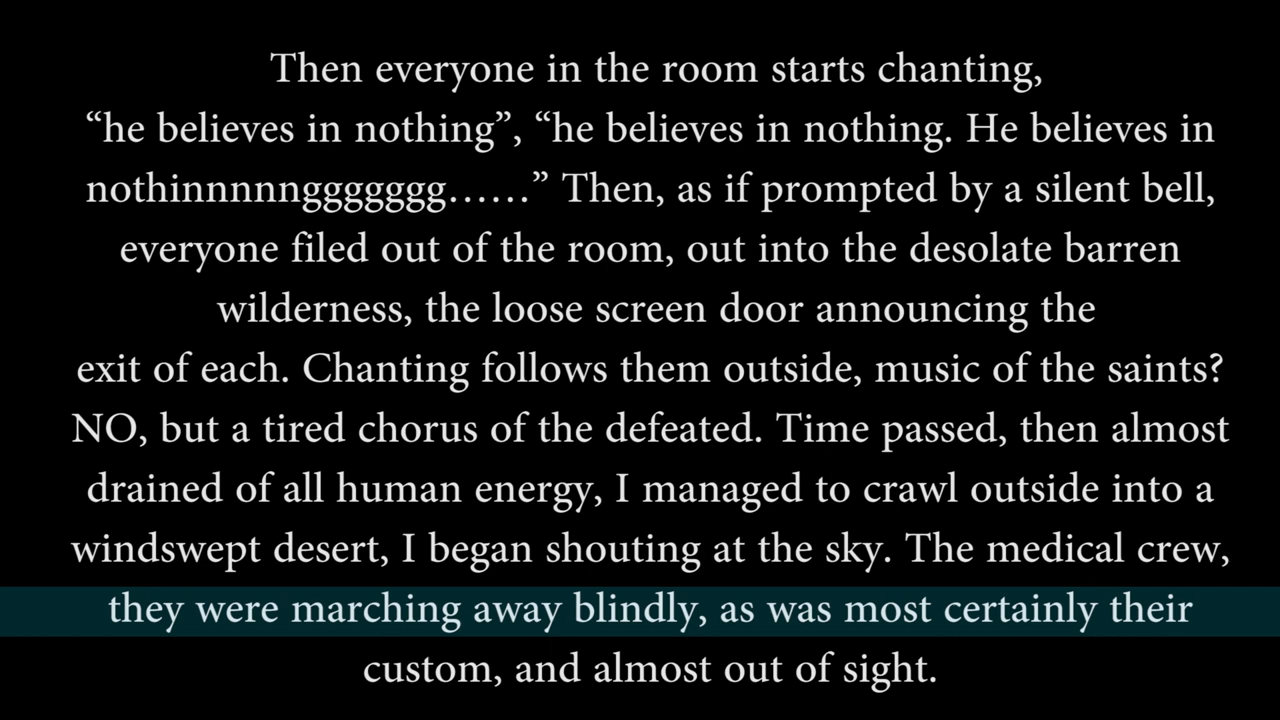 Then everyone in the room starts chanting,
“he believes in nothing”, “he believes in nothing. He believes in
nothinnnnnggggggg……” Then, as if prompted by a silent bell,
everyone filed out of the room, out into the desolate barren
wilderness, the loose screen door announcing the
exit of each. Chanting follows them outside, music of the saints?
NO, but a tired chorus of the defeated. Time passed, then almost
drained of all human energy, I managed to crawl outside into a
windswept desert, I began shouting at the sky. The medical crew,
they were marching away blindly, as was most certainly their
custom, and almost out of sight.